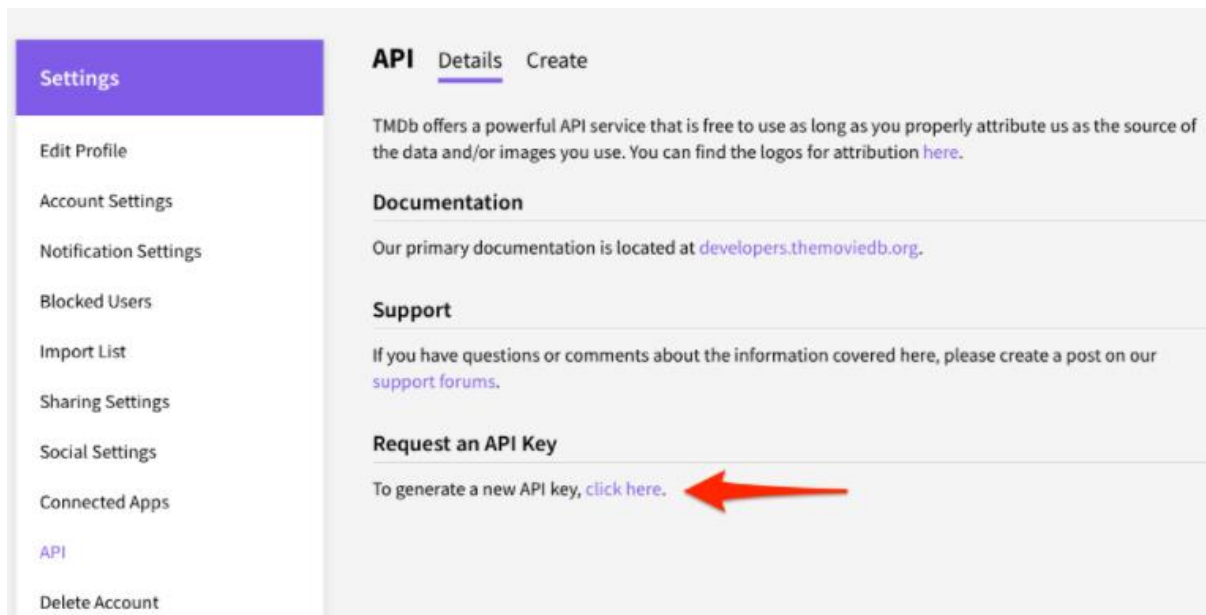 Settings
Edit Profile
Account Settings
Notification Settings
Blocked Users
Import List
Sharing Settings
Social Settings
Connected Apps
API
Delete Account
API Details Create
TMDb offers a powerful API service that is free to use as long as you properly attribute us as the source of
the data and/or images you use. You can find the logos for attribution here.
Documentation
Our primary documentation is located at developers.themoviedb.org.
Support
If you have questions or comments about the information covered here, please create a post on our
support forums.
Request an API Key
To generate a new API key, click here.